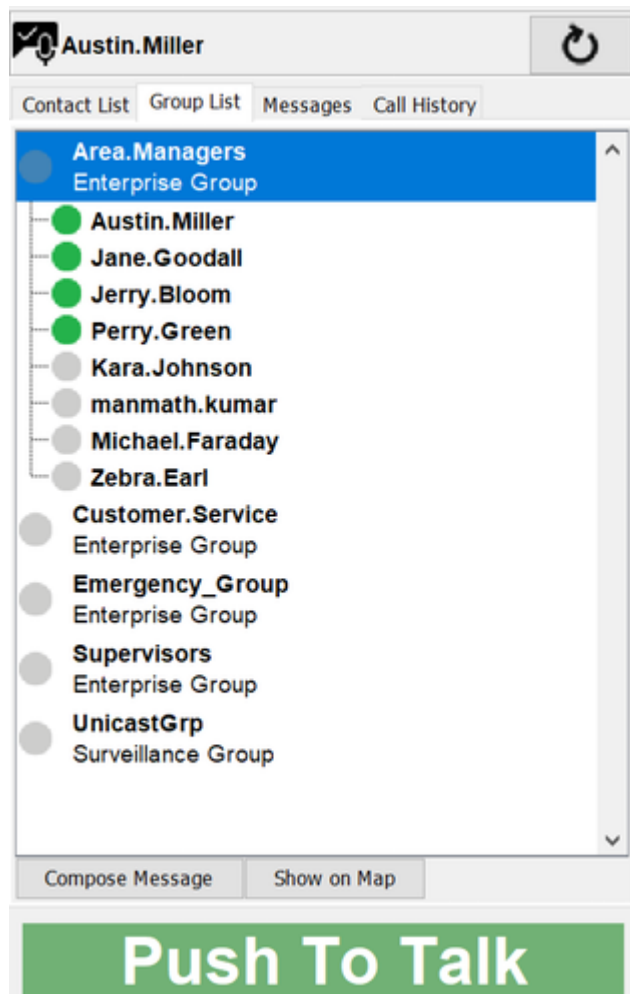 Austin.Miller
Contact List Group List Messages Call History
Area.Managers
Enterprise Group
Austin.Miller
Jane.Goodall
Jerry.Bloom
Perry.Green
Kara.Johnson
manmath.kumar
Michael.Faraday
Zebra.Earl
Customer.Service
Enterprise Group
Emergency_Group
Enterprise Group
Supervisors
Enterprise Group
UnicastGrp
Surveillance Group
Compose Message Show on Map
Push To Talk